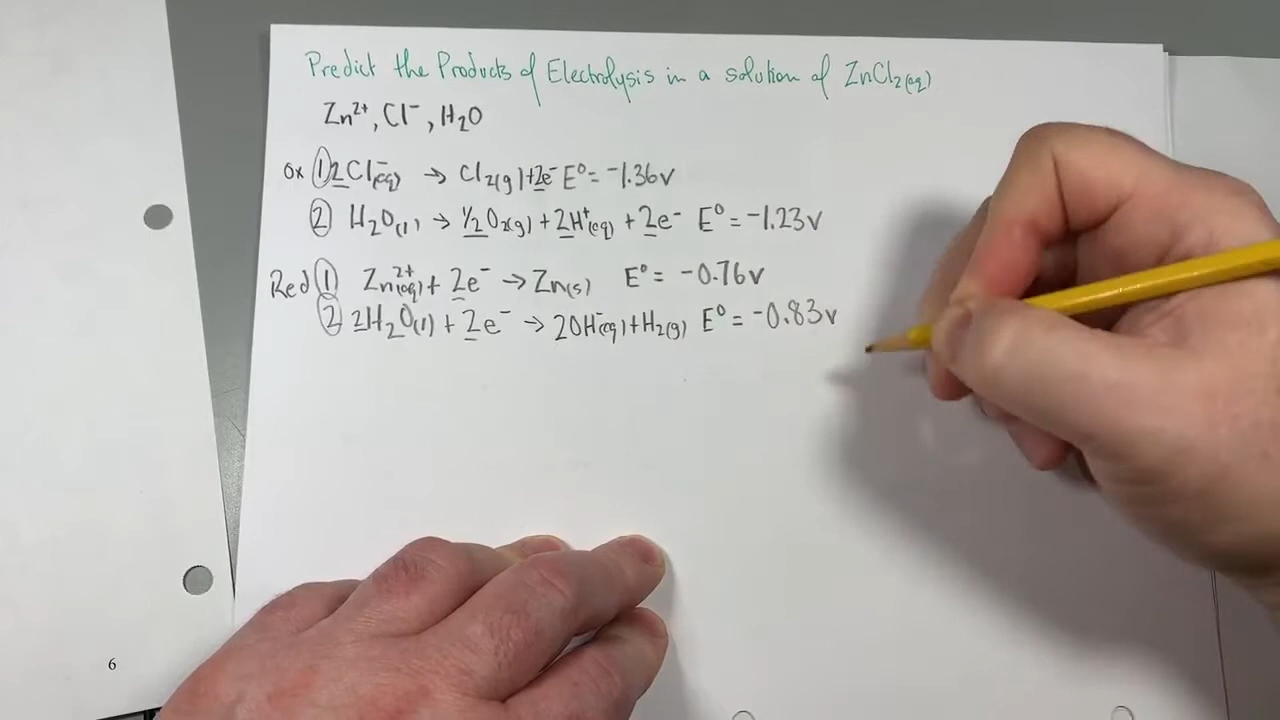 Predict the Products of Electrolysis in a solution of ZnCl₂(aq)
Zn²⁺, Cl⁻, H₂O
Ox ① 2Cl⁻(aq) → Cl₂(g) + 2e⁻ E° = -1.36v
② H₂O(l) → 1/2 O₂(g) + 2H⁺(aq) + 2e⁻ E° = -1.23v
Red ① Zn²⁺(aq) + 2e⁻ → Zn(s) E° = -0.76v
② 2H₂O(l) + 2e⁻ → 2OH⁻(aq) + H₂(g) E° = -0.83v
6